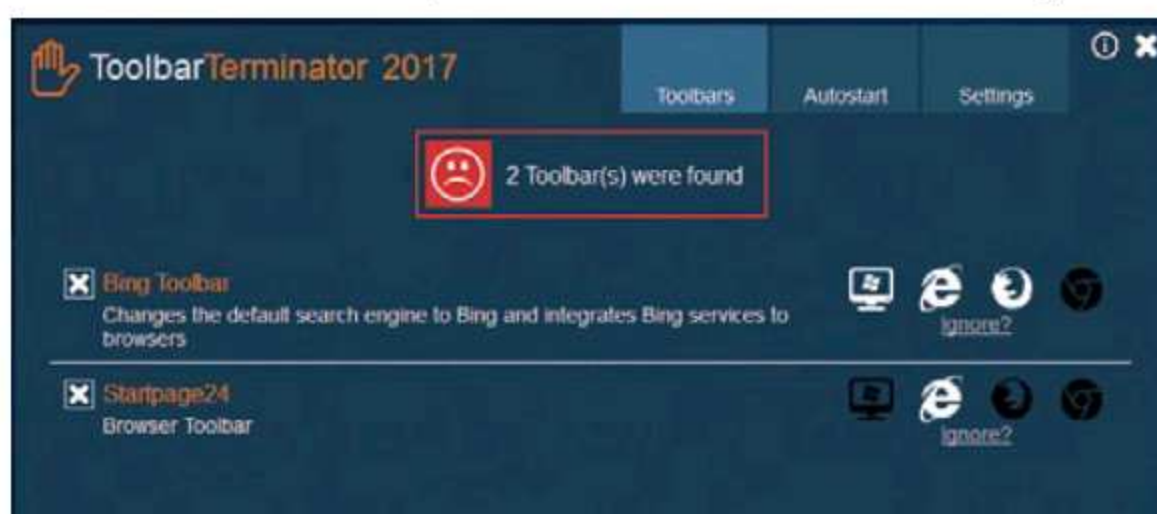 ToolbarTerminator 2017
Toolbars Autostart Settings
2 Toolbar(s) were found
Bing Toolbar
Changes the default search engine to Bing and integrates Bing services to
browsers
Ignore?
Startpage24
Browser Toolbar
Ignore?